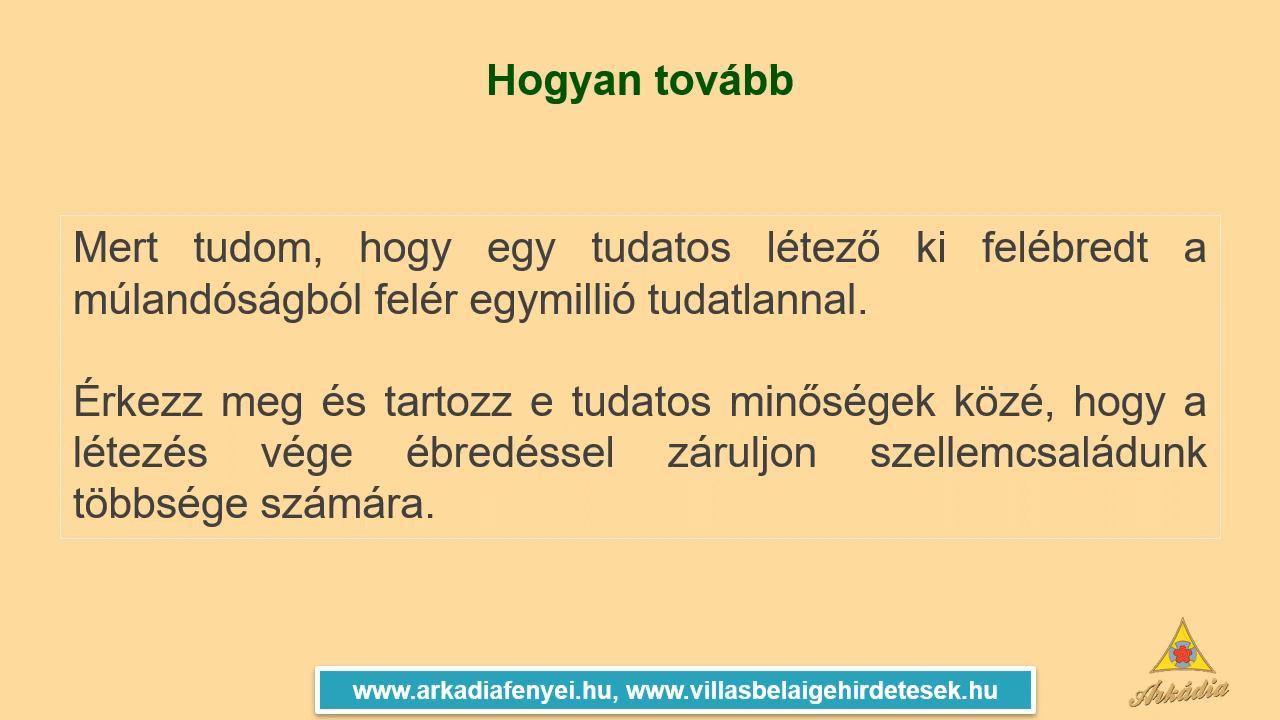 Hogyan tovább
Mert tudom, hogy egy tudatos létező ki felébredt a
múlandóságból felér egymillió tudatlannal.
Érkezz meg és tartozz e tudatos minőségek közé, hogy a
létezés vége ébredéssel záruljon szellemcsaládunk
többsége számára.
www.arkadiafenyei.hu, www.villasbelaigehirdetesek.hu
Arkádia